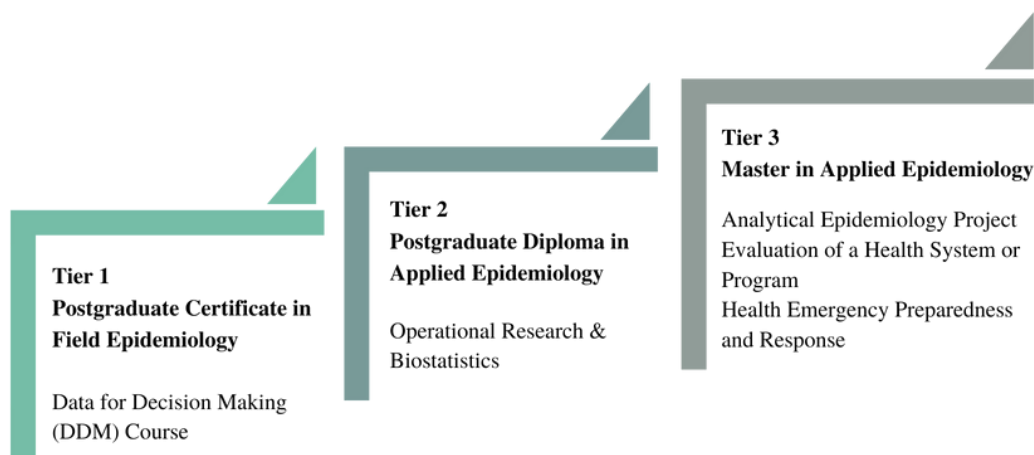 Tier 1
Postgraduate Certificate in
Field Epidemiology
Data for Decision Making
(DDM) Course
Tier 2
Postgraduate Diploma in
Applied Epidemiology
Operational Research &
Biostatistics
Tier 3
Master in Applied Epidemiology
Analytical Epidemiology Project
Evaluation of a Health System or
Program
Health Emergency Preparedness
and Response